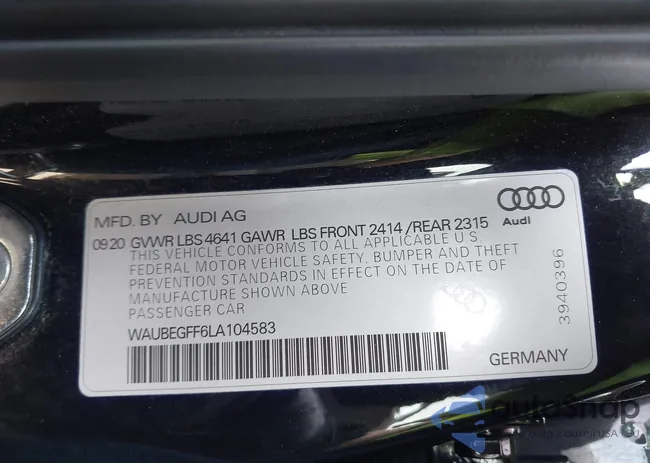 MFD. BY AUDI AG
Audi
09 20 GVWR LBS 4641 GAWR LBS FRONT 2414 /REAR 2315
THIS VEHICLE CONFORMS TO ALL APPLICABLE U.S.
FEDERAL MOTOR VEHICLE SAFETY, BUMPER AND THEFT
PREVENTION STANDARDS IN EFFECT ON THE DATE OF
MANUFACTURE SHOWN ABOVE
PASSENGER CAR
WAUBEGFF6LA104583
3940396
GERMANY
autoSnap
aukcji USA